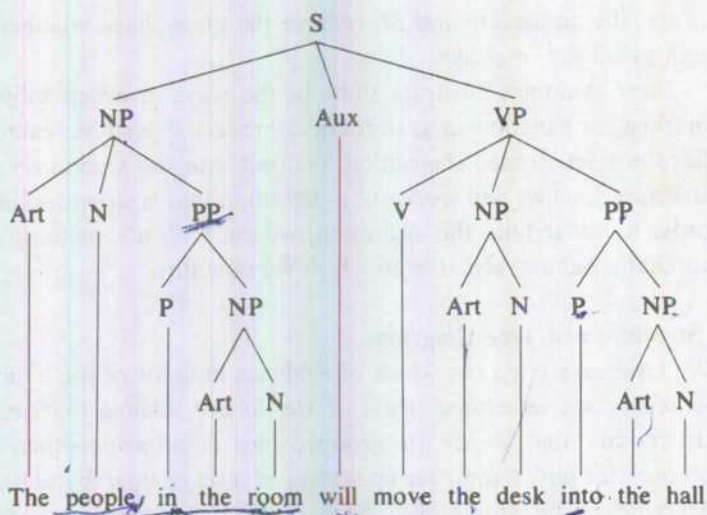 S
NP Aux VP
Art N PP V NP PP
P NP Art N P NP
Art N Art N
The people in the room will move the desk into the hall